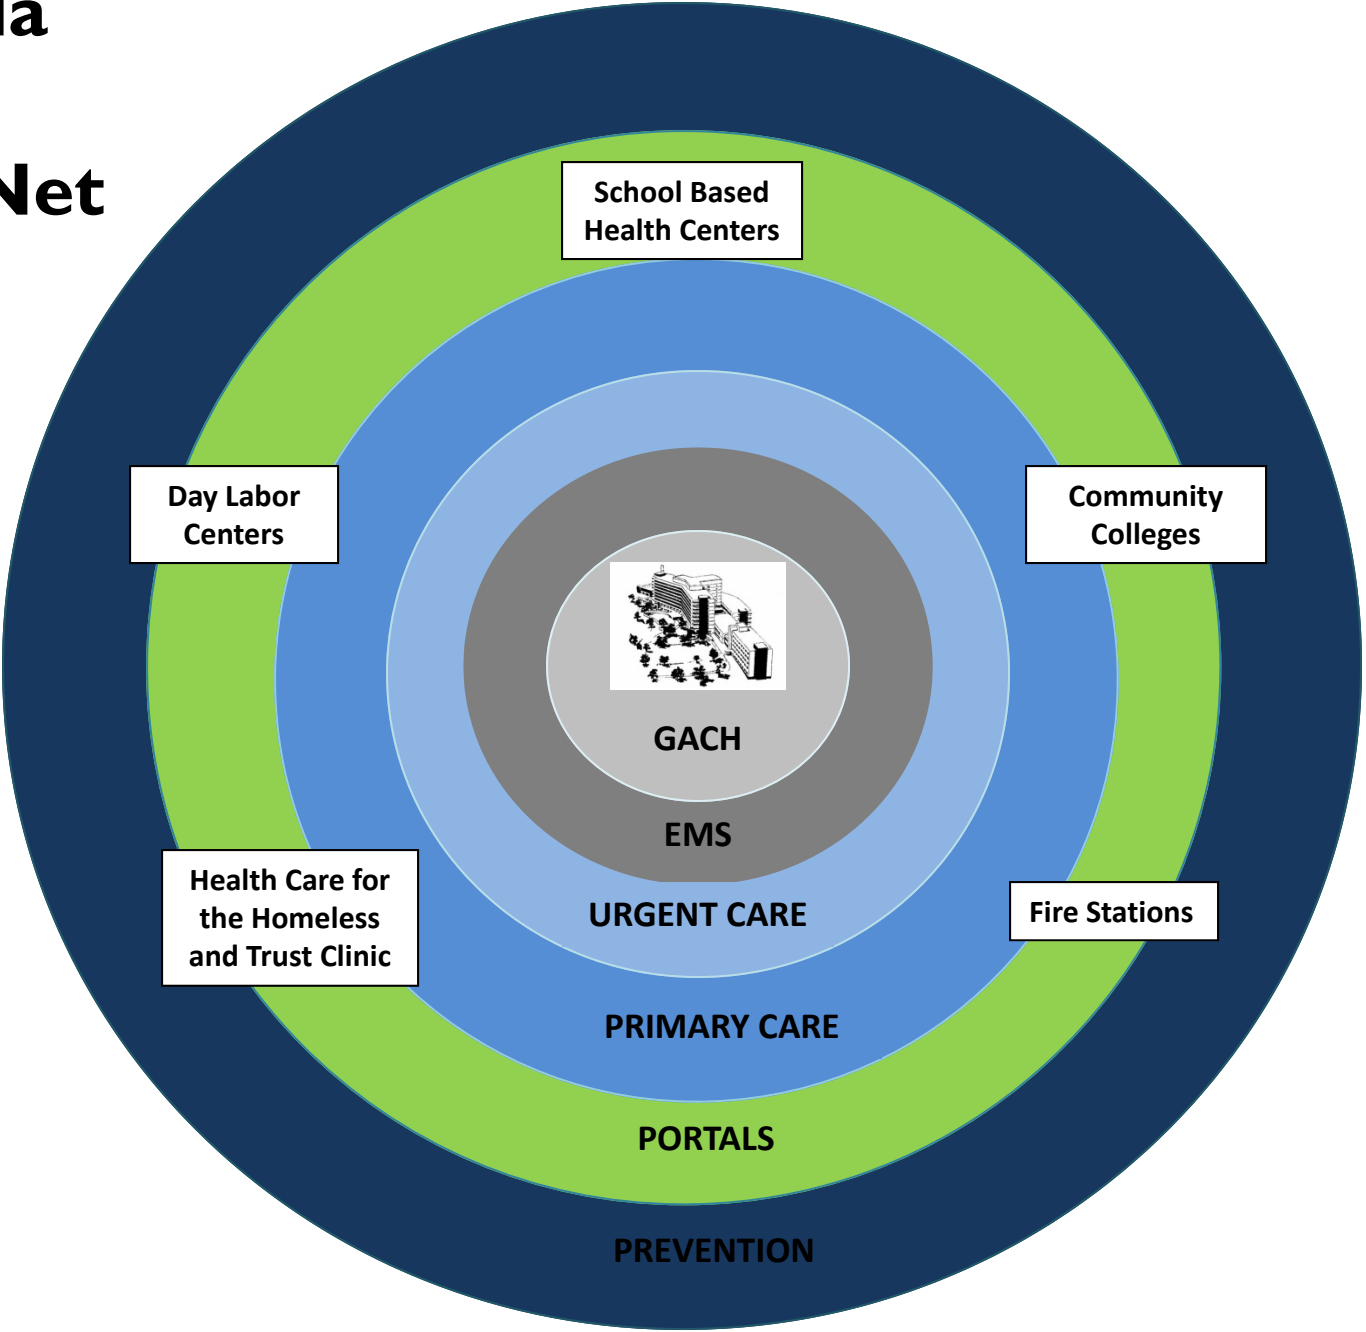 la
Net
School Based
Health Centers
Day Labor
Centers
Community
Colleges
GACH
EMS
Health Care for
the Homeless
and Trust Clinic
Fire Stations
URGENT CARE
PRIMARY CARE
PORTALS
PREVENTION